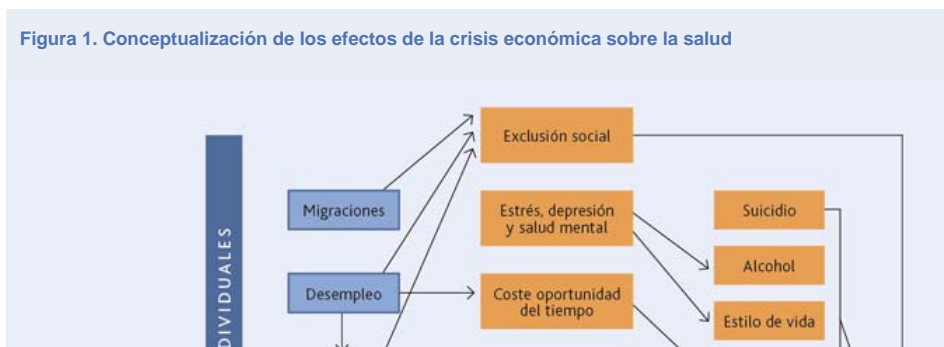 Figura 1. Conceptualización de los efectos de la crisis económica sobre la salud
Exclusión social
Migraciones
Estrés, depresión
y salud mental
Suicidio
Alcohol
Desempleo
Coste oportunidad
del tiempo
Estilo de vida
DIVIDUALES